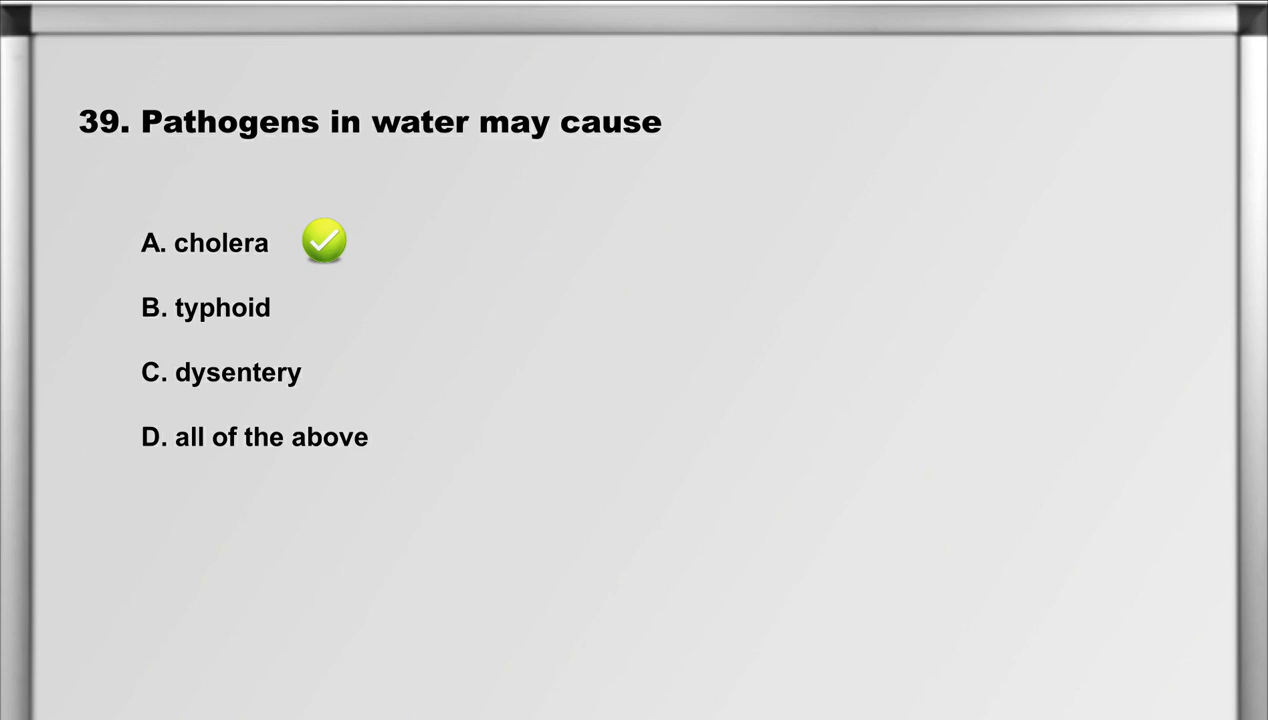 39. Pathogens in water may cause
A. cholera
B. typhoid
C. dysentery
D. all of the above